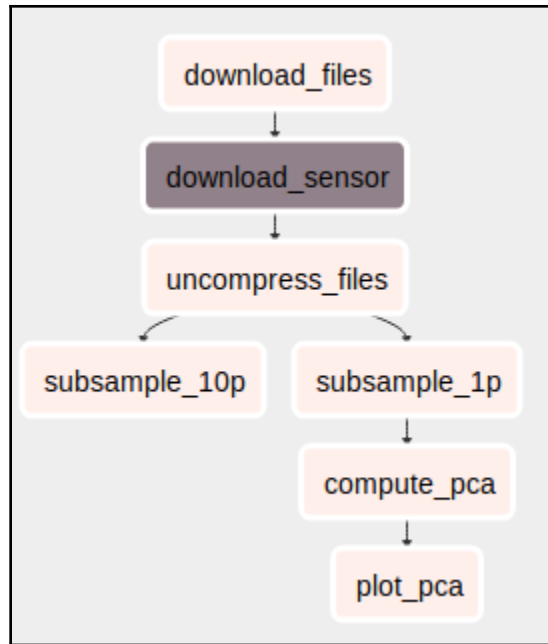 download_files
download_sensor
uncompress_files
subsample_10p
subsample_1p
compute_pca
plot_pca